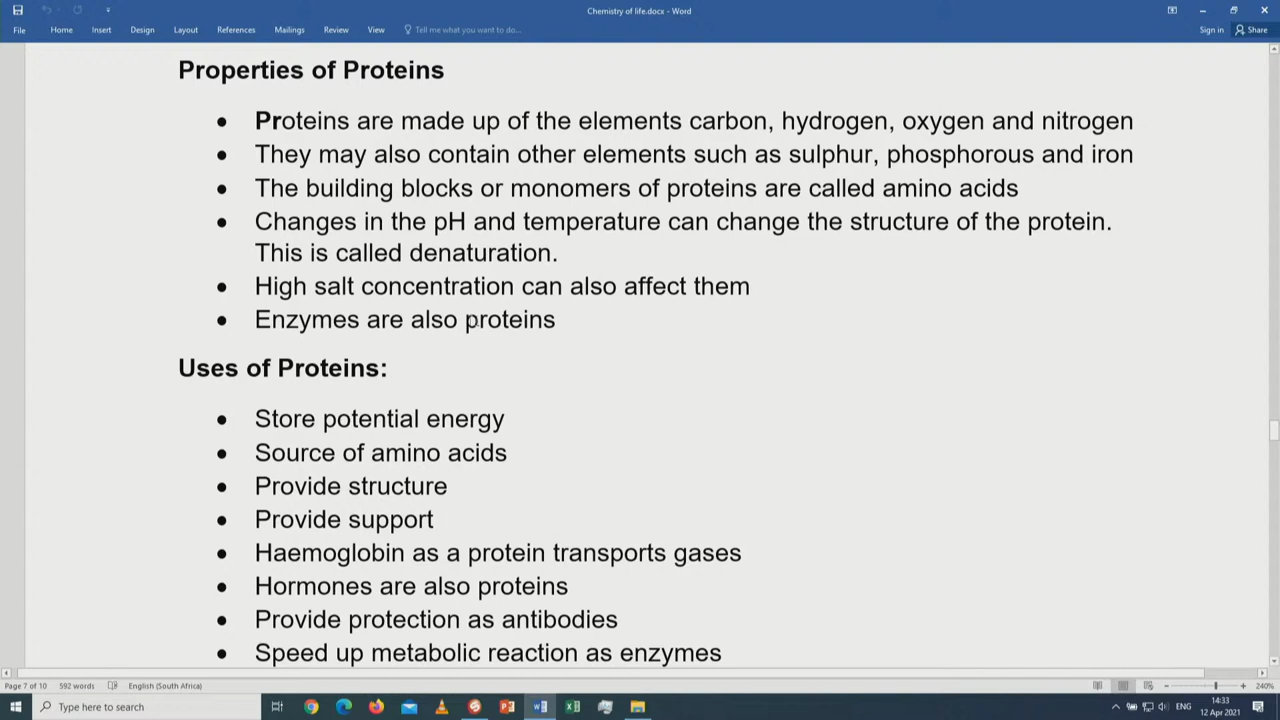 Chemistry of life.docx - Word
File Home Insert Design Layout References Mailings Review View Tell me what you want to do... Sign in Share
Properties of Proteins
• Proteins are made up of the elements carbon, hydrogen, oxygen and nitrogen
• They may also contain other elements such as sulphur, phosphorous and iron
• The building blocks or monomers of proteins are called amino acids
• Changes in the pH and temperature can change the structure of the protein.
This is called denaturation.
• High salt concentration can also affect them
• Enzymes are also proteins
Uses of Proteins:
• Store potential energy
• Source of amino acids
• Provide structure
• Provide support
• Haemoglobin as a protein transports gases
• Hormones are also proteins
• Provide protection as antibodies
• Speed up metabolic reaction as enzymes
Page 7 of 10 592 words English (South Africa) 240%
Type here to search ENG 14:33
12 Apr 2021